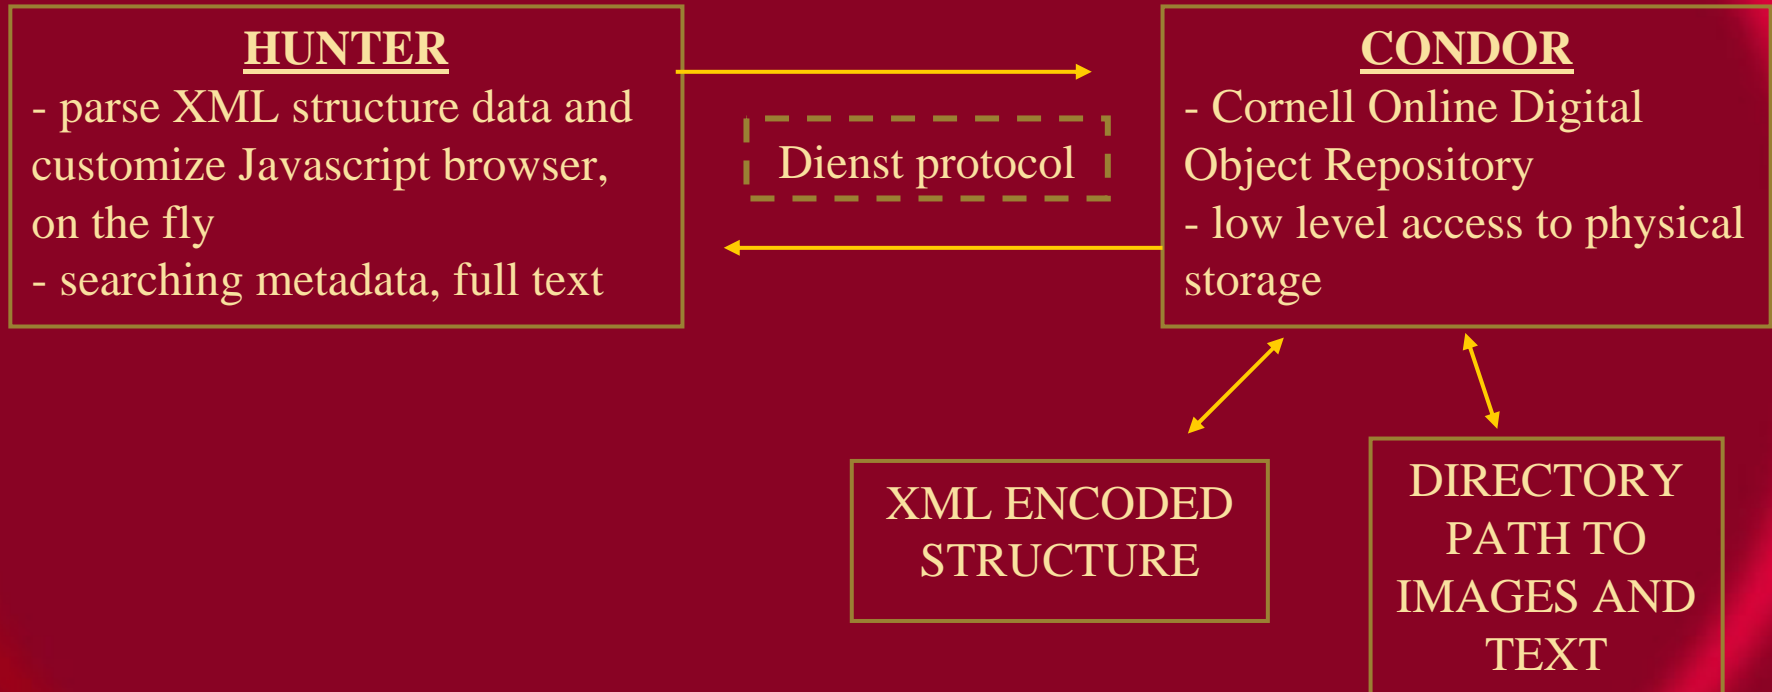 HUNTER
- parse XML structure data and
customize Javascript browser,
on the fly
- searching metadata, full text
Dienst protocol
CONDOR
- Cornell Online Digital
Object Repository
- low level access to physical
storage
XML ENCODED
STRUCTURE
DIRECTORY
PATH TO
IMAGES AND
TEXT